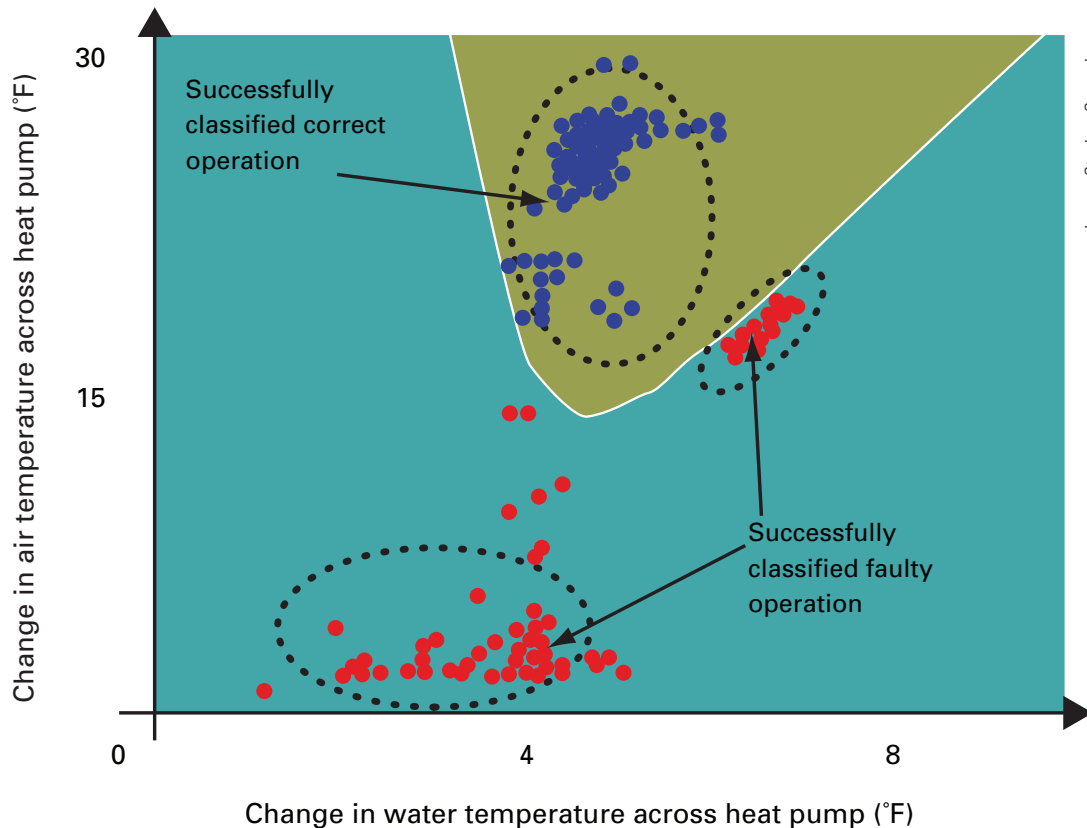 Change in air temperature across heat pump (˚F)
30
15
Successfully
classified correct
operation
Successfully
classified faulty
operation
0
4
8
Change in water temperature across heat pump (˚F)